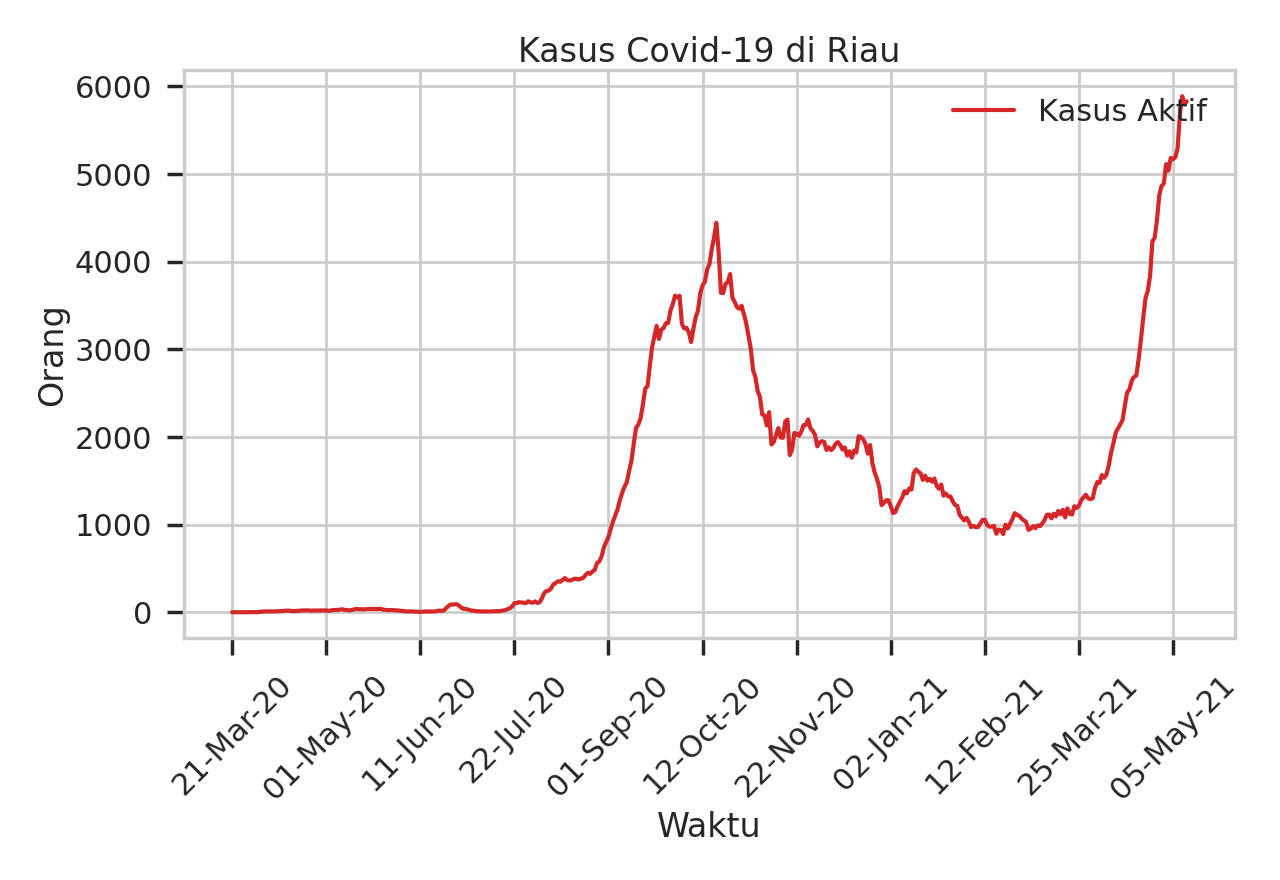 Kasus Covid-19 di Riau
Kasus Aktif
6000
5000
4000
3000
2000
1000
0
Orang
21-Mar-20
01-May-20
11-Jun-20
22-Jul-20
01-Sep-20
12-Oct-20
22-Nov-20
02-Jan-21
12-Feb-21
25-Mar-21
05-May-21
Waktu